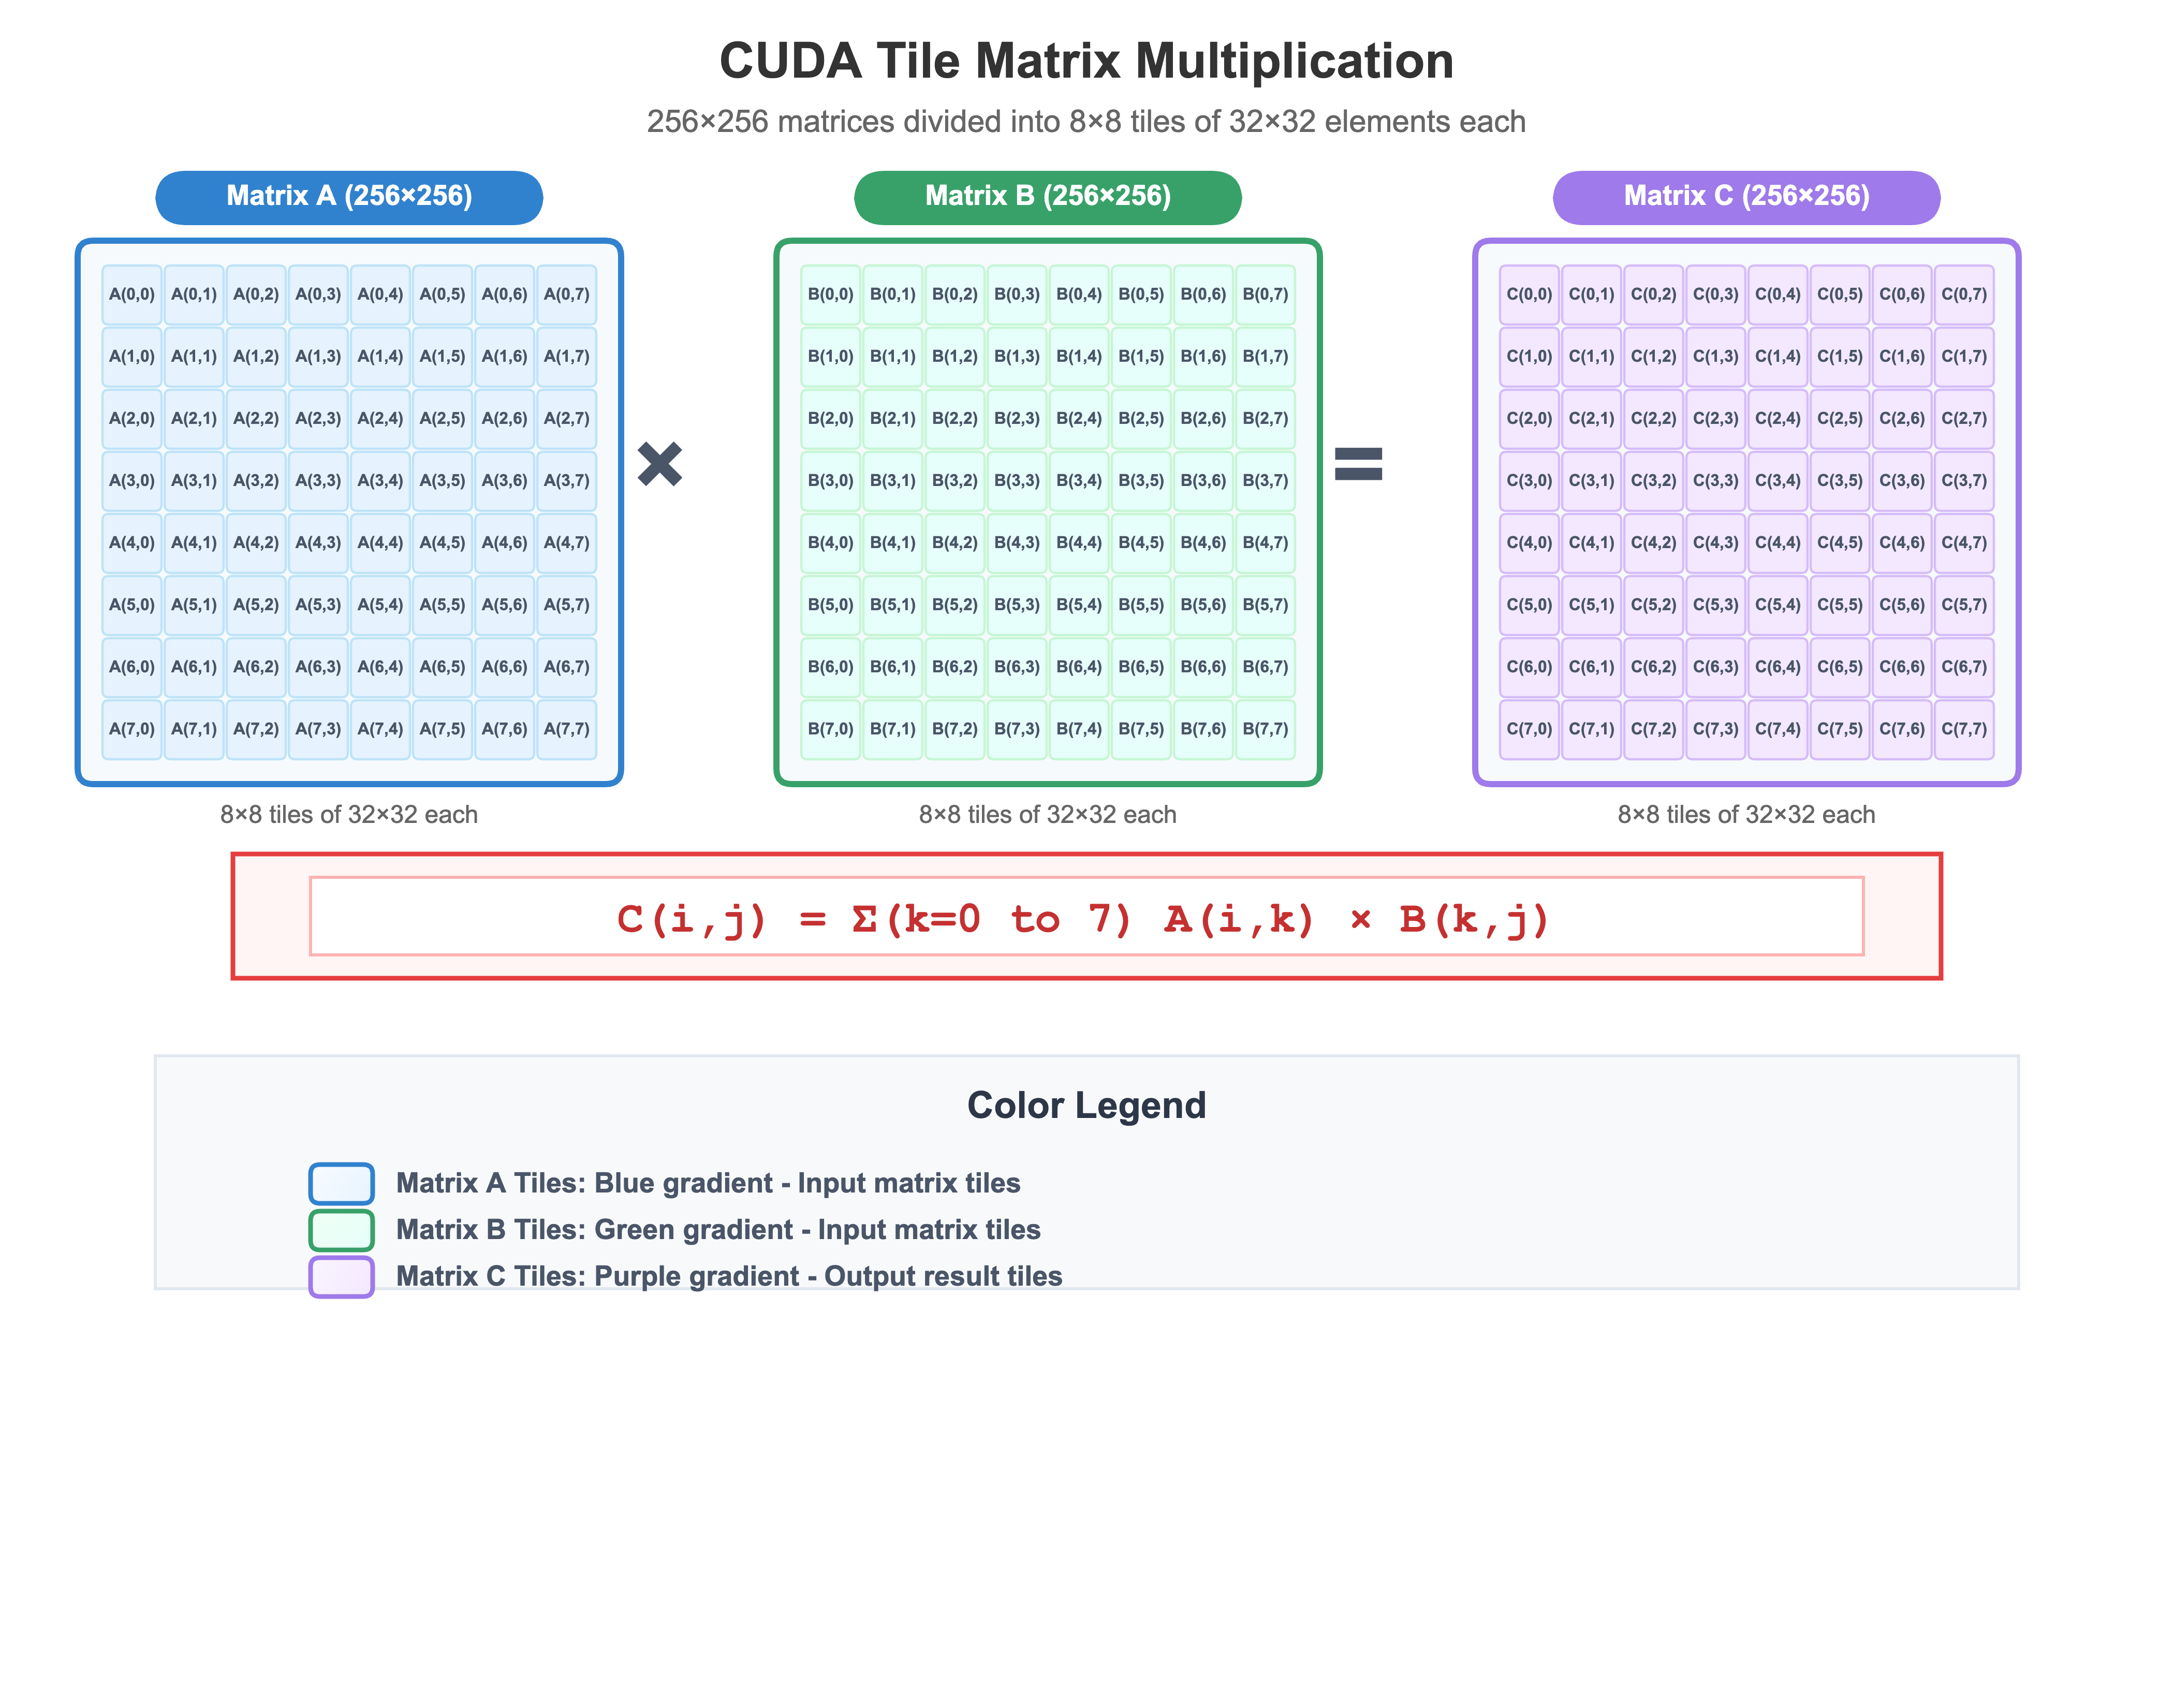 CUDA Tile Matrix Multiplication
256×256 matrices divided into 8×8 tiles of 32×32 elements each
Matrix A (256×256)
A(0,0) A(0,1) A(0,2) A(0,3) A(0,4) A(0,5) A(0,6) A(0,7)
A(1,0) A(1,1) A(1,2) A(1,3) A(1,4) A(1,5) A(1,6) A(1,7)
A(2,0) A(2,1) A(2,2) A(2,3) A(2,4) A(2,5) A(2,6) A(2,7)
A(3,0) A(3,1) A(3,2) A(3,3) A(3,4) A(3,5) A(3,6) A(3,7)
A(4,0) A(4,1) A(4,2) A(4,3) A(4,4) A(4,5) A(4,6) A(4,7)
A(5,0) A(5,1) A(5,2) A(5,3) A(5,4) A(5,5) A(5,6) A(5,7)
A(6,0) A(6,1) A(6,2) A(6,3) A(6,4) A(6,5) A(6,6) A(6,7)
A(7,0) A(7,1) A(7,2) A(7,3) A(7,4) A(7,5) A(7,6) A(7,7)
8×8 tiles of 32×32 each
×
Matrix B (256×256)
B(0,0) B(0,1) B(0,2) B(0,3) B(0,4) B(0,5) B(0,6) B(0,7)
B(1,0) B(1,1) B(1,2) B(1,3) B(1,4) B(1,5) B(1,6) B(1,7)
B(2,0) B(2,1) B(2,2) B(2,3) B(2,4) B(2,5) B(2,6) B(2,7)
B(3,0) B(3,1) B(3,2) B(3,3) B(3,4) B(3,5) B(3,6) B(3,7)
B(4,0) B(4,1) B(4,2) B(4,3) B(4,4) B(4,5) B(4,6) B(4,7)
B(5,0) B(5,1) B(5,2) B(5,3) B(5,4) B(5,5) B(5,6) B(5,7)
B(6,0) B(6,1) B(6,2) B(6,3) B(6,4) B(6,5) B(6,6) B(6,7)
B(7,0) B(7,1) B(7,2) B(7,3) B(7,4) B(7,5) B(7,6) B(7,7)
8×8 tiles of 32×32 each
=
Matrix C (256×256)
C(0,0) C(0,1) C(0,2) C(0,3) C(0,4) C(0,5) C(0,6) C(0,7)
C(1,0) C(1,1) C(1,2) C(1,3) C(1,4) C(1,5) C(1,6) C(1,7)
C(2,0) C(2,1) C(2,2) C(2,3) C(2,4) C(2,5) C(2,6) C(2,7)
C(3,0) C(3,1) C(3,2) C(3,3) C(3,4) C(3,5) C(3,6) C(3,7)
C(4,0) C(4,1) C(4,2) C(4,3) C(4,4) C(4,5) C(4,6) C(4,7)
C(5,0) C(5,1) C(5,2) C(5,3) C(5,4) C(5,5) C(5,6) C(5,7)
C(6,0) C(6,1) C(6,2) C(6,3) C(6,4) C(6,5) C(6,6) C(6,7)
C(7,0) C(7,1) C(7,2) C(7,3) C(7,4) C(7,5) C(7,6) C(7,7)
8×8 tiles of 32×32 each
C(i,j) = Σ(k=0 to 7) A(i,k) × B(k,j)
Color Legend
Matrix A Tiles: Blue gradient - Input matrix tiles
Matrix B Tiles: Green gradient - Input matrix tiles
Matrix C Tiles: Purple gradient - Output result tiles